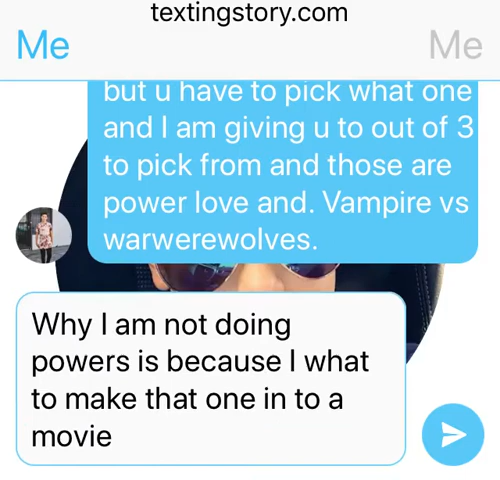 textingstory.com
Me Me
but u have to pick what one
and I am giving u to out of 3
to pick from and those are
power love and. Vampire vs
warwerewolves.
Why I am not doing
powers is because I what
to make that one in to a
movie